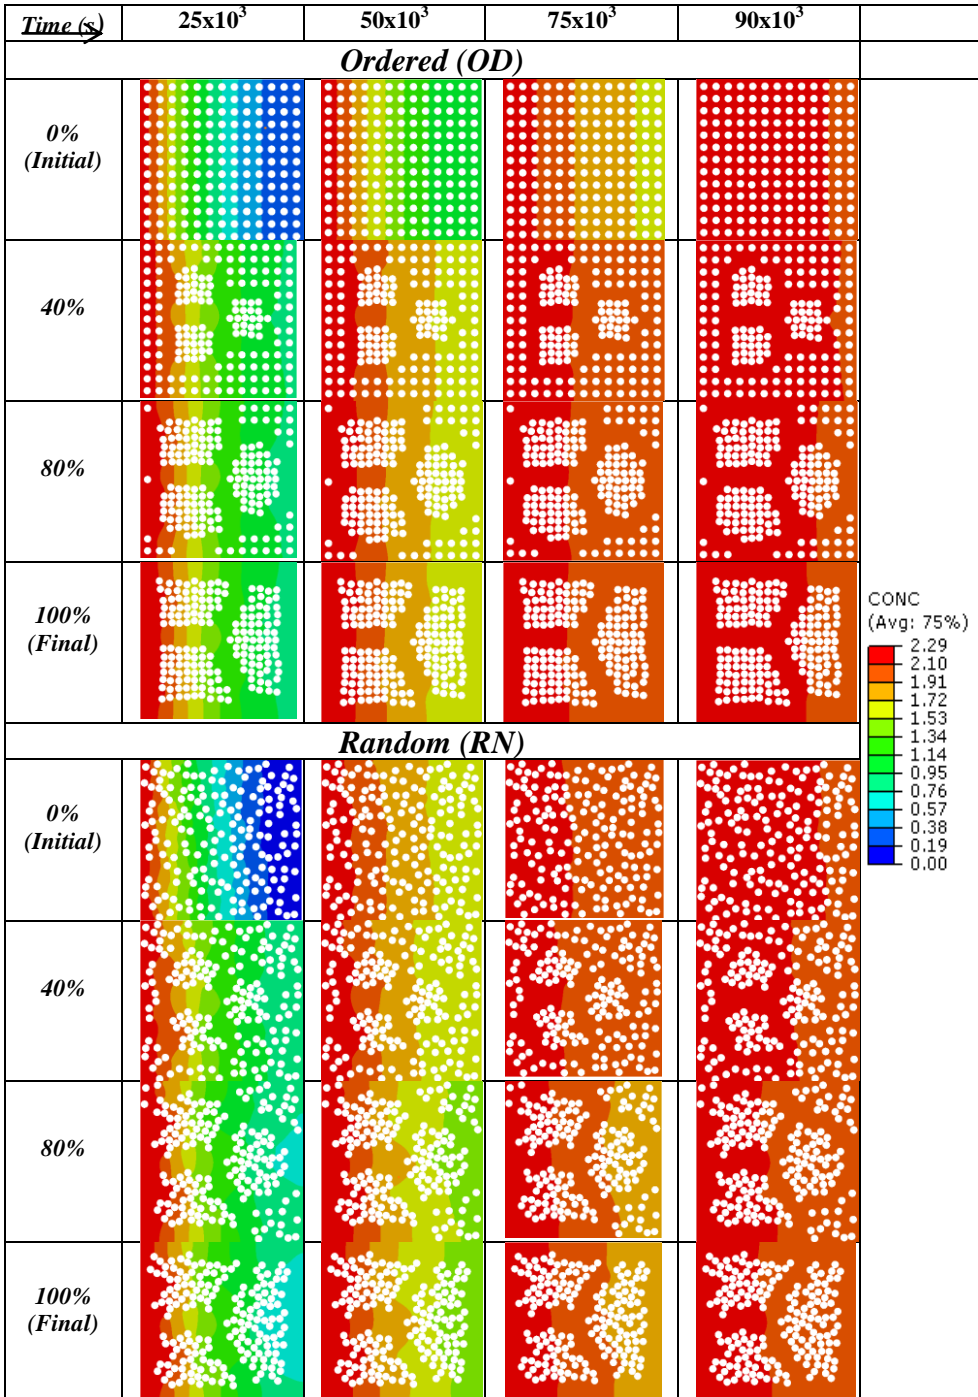 Time (s) 25x10³ 50x10³ 75x10³ 90x10³
Ordered (OD)
0%
(Initial)
40%
80%
100%
(Final)
CONC
(Avg: 75%)
2.29
2.10
1.91
1.72
1.53
1.34
1.14
0.95
0.76
0.57
0.38
0.19
0.00
Random (RN)
0%
(Initial)
40%
80%
100%
(Final)